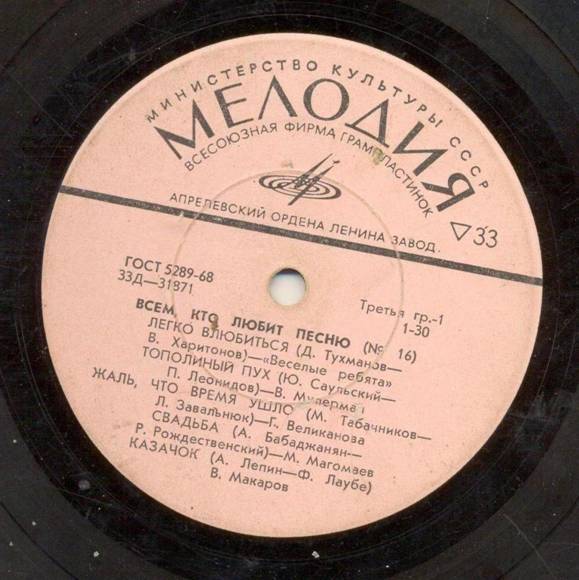 МИНИСТЕРСТВО КУЛЬТУРЫ СССР
МЕЛОДИЯ
ВСЕСОЮЗНАЯ ФИРМА ГРАМПЛАСТИНОК
АПРЕЛЕВСКИЙ ОРДЕНА ЛЕНИНА ЗАВОД.
33
ГОСТ 5289-68
33Д—31871
Третья гр.-1
1-30
ВСЕМ, КТО ЛЮБИТ ПЕСНЮ (№ 16)
ЛЕГКО ВЛЮБИТЬСЯ (Д. Тухманов—
В. Харитонов)—«Веселые ребята»
ТОПОЛИНЫЙ ПУХ (Ю. Саульский—
П. Леонидов)—В. Мулерман
ЖАЛЬ, ЧТО ВРЕМЯ УШЛО (М. Табачников—
Л. Завальнюк)—Г. Великанова
СВАДЬБА (А. Бабаджанян—
Р. Рождественский)—М. Магомаев
КАЗАЧОК (А. Лепин—Ф. Лаубе)
В. Макаров